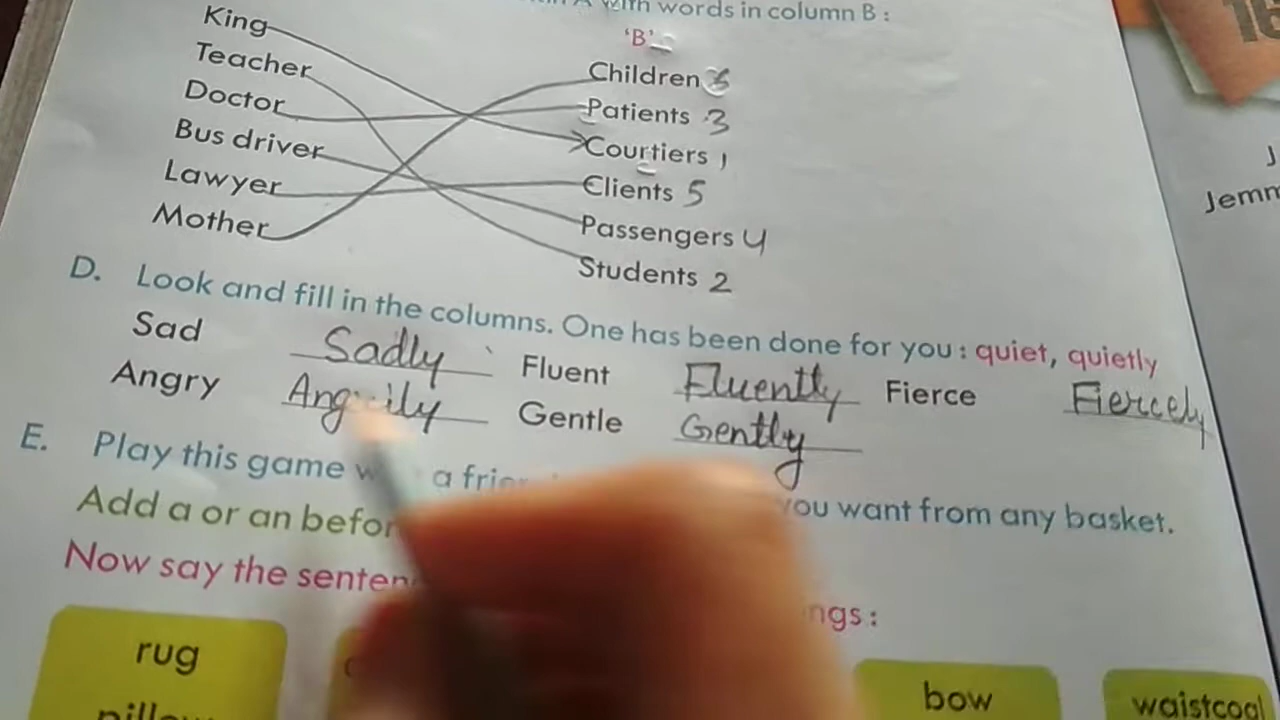 with words in column B :
'B'
King Children 6
Teacher Patients 3
Doctor Courtiers 1
Bus driver Clients 5
Lawyer Passengers 4
Mother Students 2
D. Look and fill in the columns. One has been done for you : quiet, quietly
Sad Sadly Fluent Fluently Fierce Fiercely
Angry Gentle Gently
E. Play this game a you want from any basket.
Add a or an
Now say the
rug bow waistcoat
J